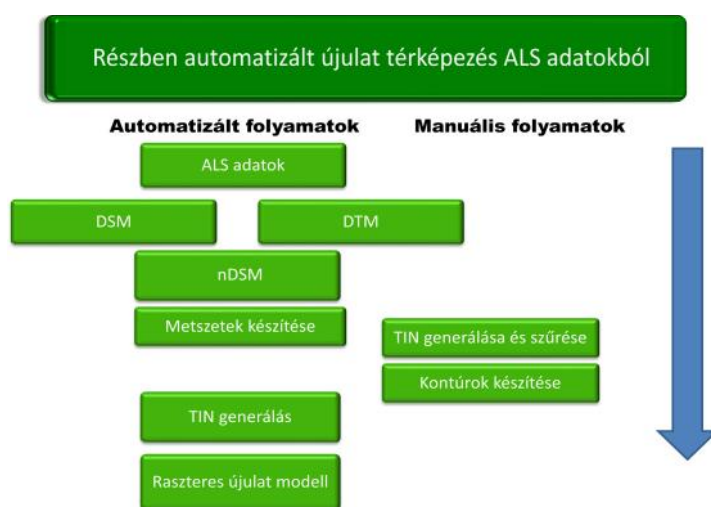 Részben automatizált újulat térképezés ALS adatokból
Automatizált folyamatok
Manuális folyamatok
ALS adatok
DSM
DTM
nDSM
Metszetek készítése
TIN generálása és szűrése
Kontúrok készítése
TIN generálás
Raszteres újulat modell